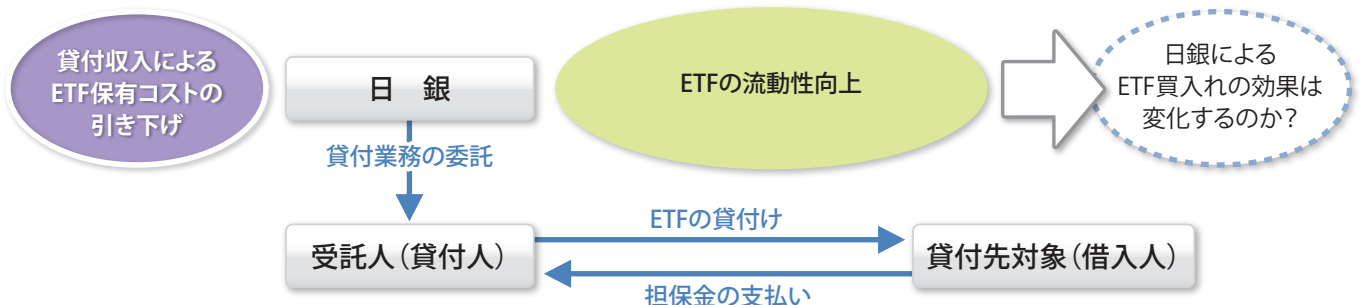 貸付収入による
ETF保有コストの
引き下げ
日　銀
ETFの流動性向上
日銀による
ETF買入れの効果は
変化するのか？
貸付業務の委託
受託人（貸付人）
ETFの貸付け
貸付先対象（借入人）
担保金の支払い